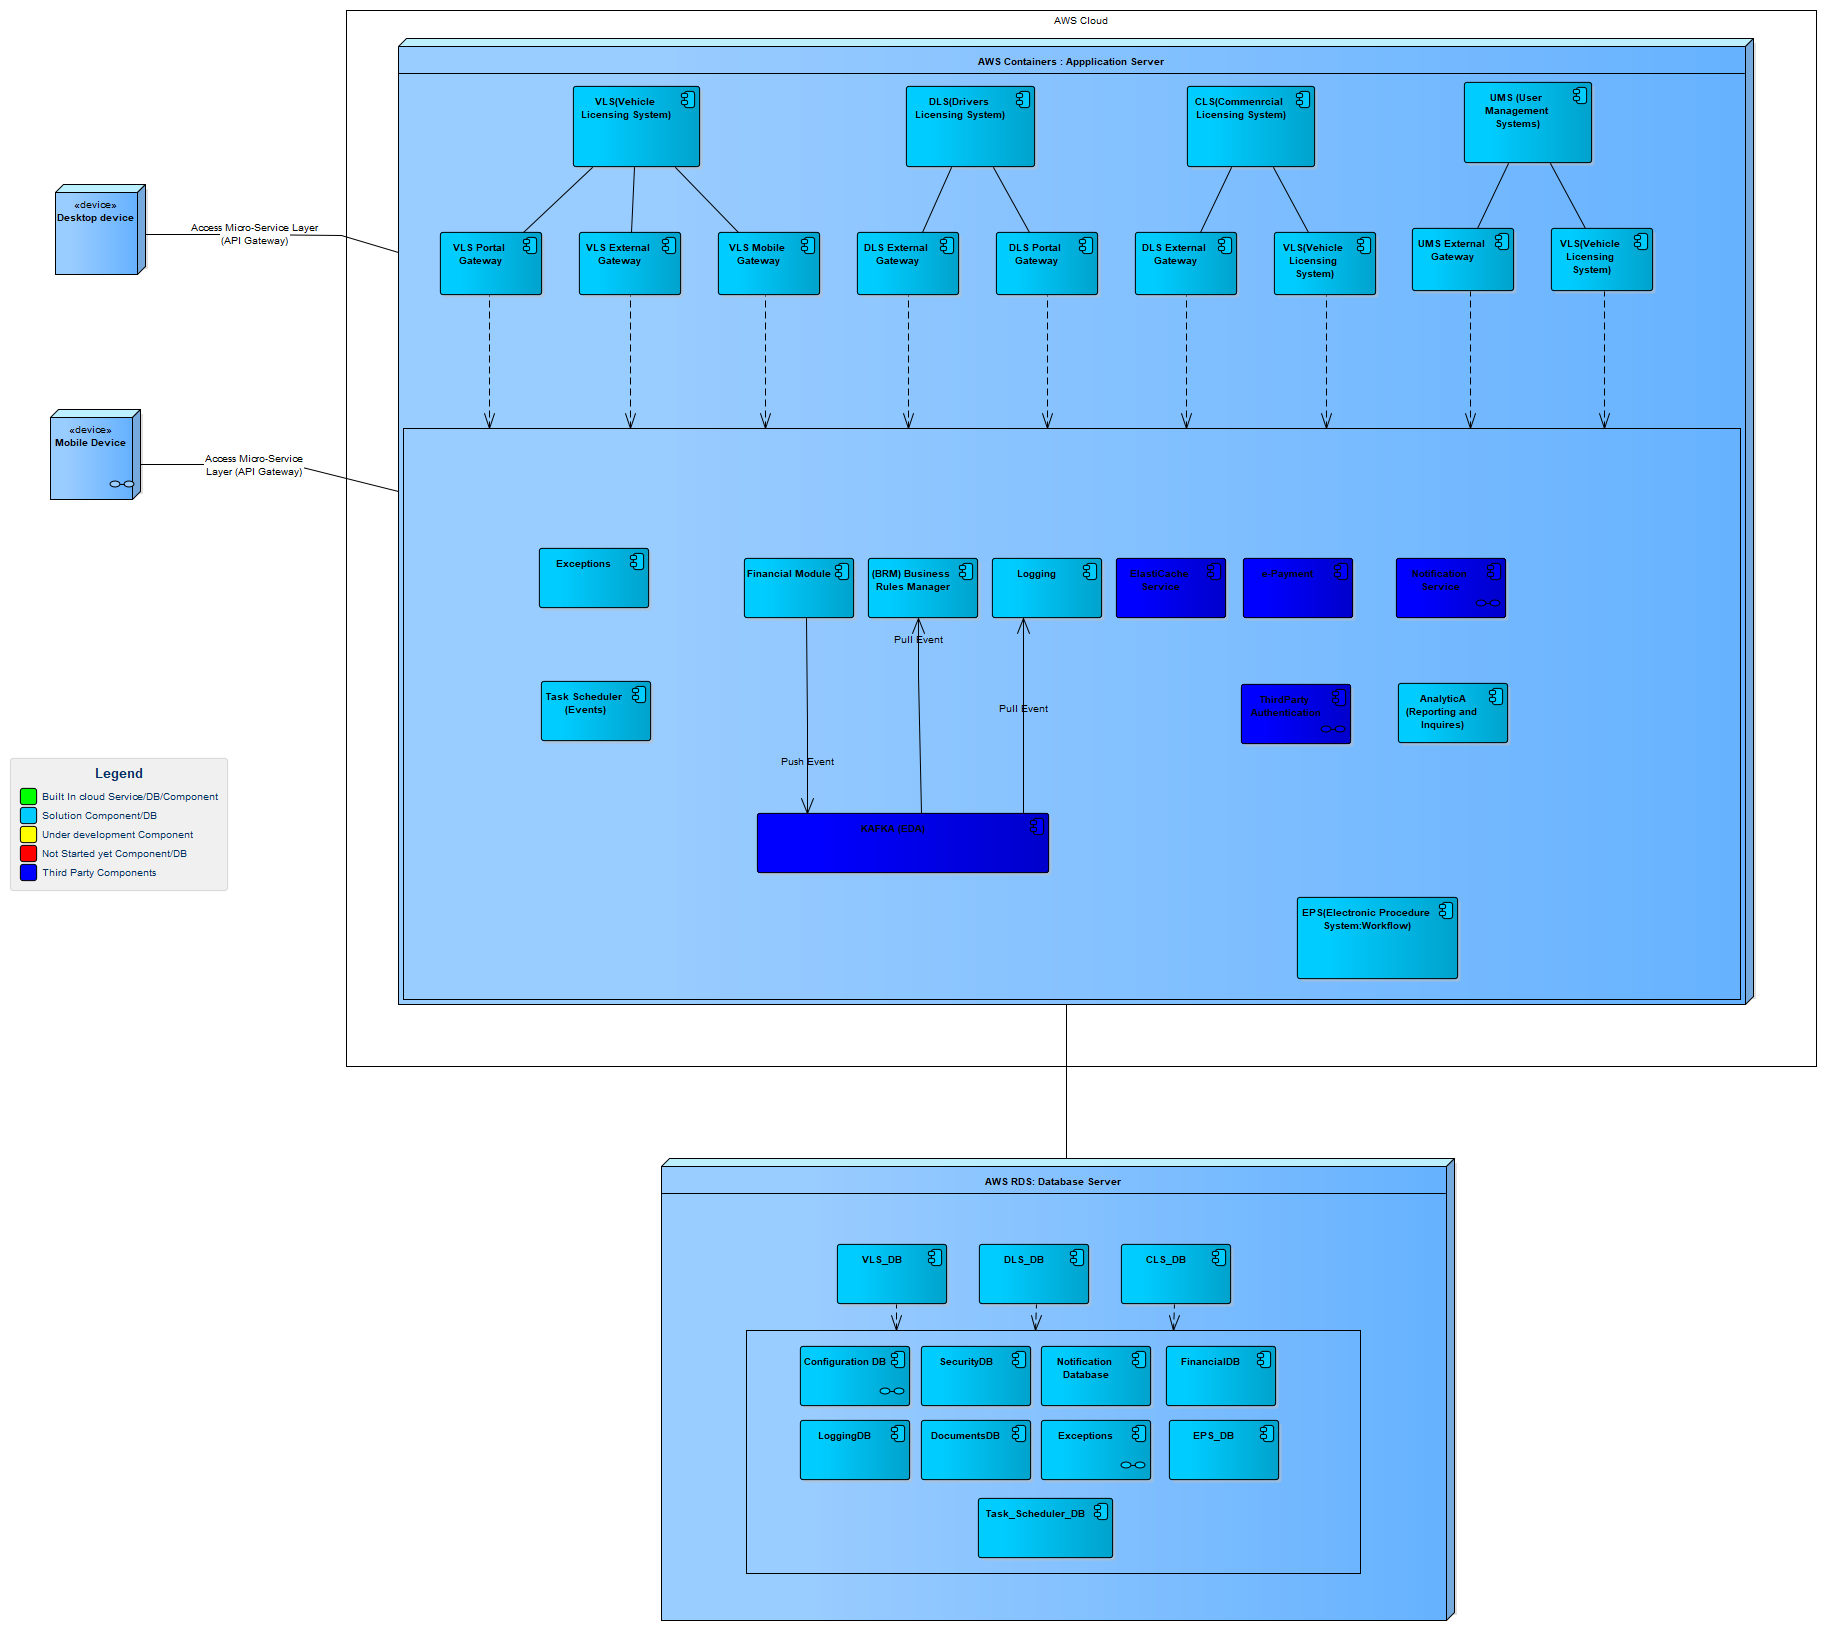 AWS Cloud
AWS Containers : Appplication Server
VLS(Vehicle
Licensing System)
DLS(Drivers
Licensing System)
CLS(Commenrcial
Licensing System)
UMS (User
Management
Systems)
«device»
Desktop device
Access Micro-Service Layer
(API Gateway)
VLS Portal
Gateway
VLS External
Gateway
VLS Mobile
Gateway
DLS External
Gateway
DLS Portal
Gateway
DLS External
Gateway
VLS(Vehicle
Licensing
System)
UMS External
Gateway
VLS(Vehicle
Licensing
System)
«device»
Mobile Device
Access Micro-Service
Layer (API Gateway)
Exceptions
Financial Module
(BRM) Business
Rules Manager
Logging
ElastiCache
Service
e-Payment
Notification
Service
Pull Event
Task Scheduler
(Events)
Pull Event
ThirdParty
Authentication
AnalyticA
(Reporting and
Inquires)
Push Event
KAFKA (EDA)
Legend
Built In cloud Service/DB/Component
Solution Component/DB
Under development Component
Not Started yet Component/DB
Third Party Components
EPS(Electronic Procedure
System:Workflow)
AWS RDS: Database Server
VLS_DB
DLS_DB
CLS_DB
Configuration DB
SecurityDB
Notification
Database
FinancialDB
LoggingDB
DocumentsDB
Exceptions
EPS_DB
Task_Scheduler_DB